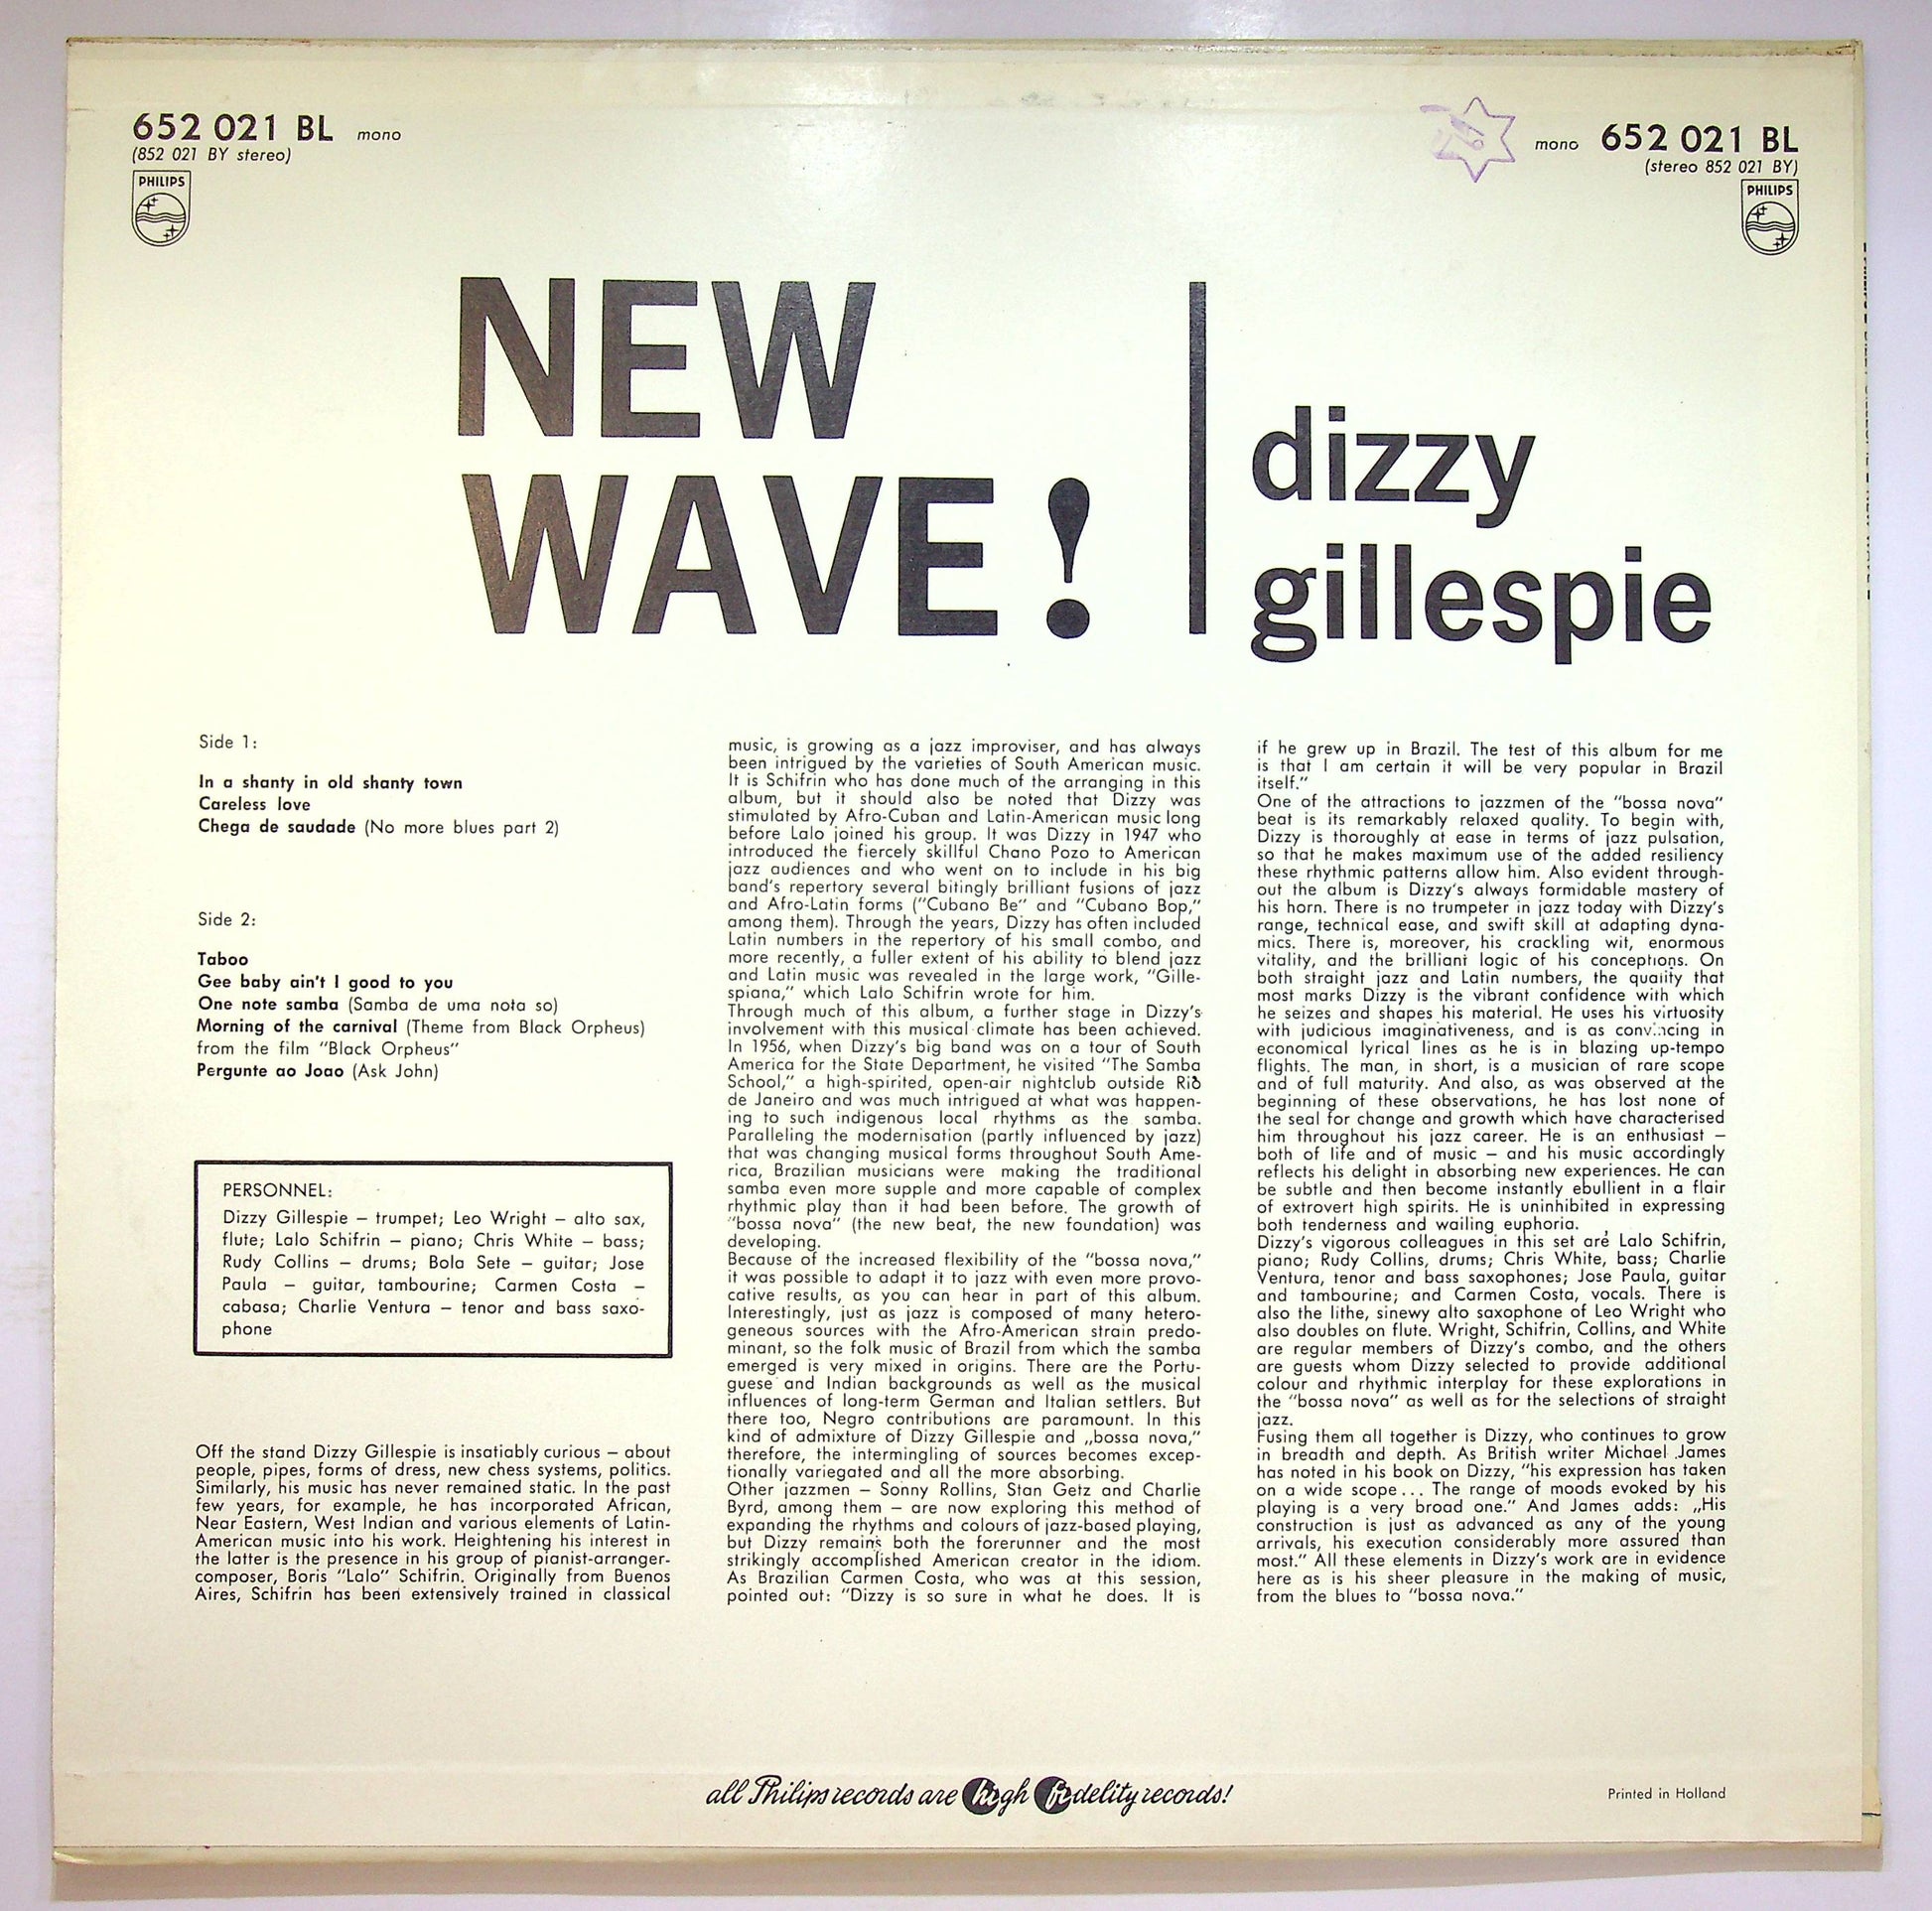 652 021 BL mono
(852 021 BY stereo)
PHILIPS
mono 652 021 BL
(stereo 852 021 BY)
PHILIPS
NEW
WAVE!
dizzy
gillespie
Side 1:
In a shanty in old shanty town
Careless love
Chega de saudade (No more blues part 2)
Side 2:
Taboo
Gee baby ain't I good to you
One note samba (Samba de uma nota so)
Morning of the carnival (Theme from Black Orpheus)
from the film "Black Orpheus"
Pergunte ao Joao (Ask John)
PERSONNEL:
Dizzy Gillespie – trumpet; Leo Wright – alto sax,
flute; Lalo Schifrin – piano; Chris White – bass;
Rudy Collins – drums; Bola Sete – guitar; Jose
Paula – guitar, tambourine; Carmen Costa –
cabasa; Charlie Ventura – tenor and bass saxo-
phone
Off the stand Dizzy Gillespie is insatiably curious – about
people, pipes, forms of dress, new chess systems, politics.
Similarly, his music has never remained static. In the past
few years, for example, he has incorporated African,
Near Eastern, West Indian and various elements of Latin-
American music into his work. Heightening his interest in
the latter is the presence in his group of pianist-arranger-
composer, Boris "Lalo" Schifrin. Originally from Buenos
Aires, Schifrin has been extensively trained in classical
music, is growing as a jazz improviser, and has always
been intrigued by the varieties of South American music.
It is Schifrin who has done much of the arranging in this
album, but it should also be noted that Dizzy was
stimulated by Afro-Cuban and Latin-American music long
before Lalo joined his group. It was Dizzy in 1947 who
introduced the fiercely skillful Chano Pozo to American
jazz audiences and who went on to include in his big
band's repertory several bitingly brilliant fusions of jazz
and Afro-Latin forms ("Cubano Be" and "Cubano Bop,"
among them). Through the years, Dizzy has often included
Latin numbers in the repertory of his small combo, and
more recently, a fuller extent of his ability to blend jazz
and Latin music was revealed in the large work, "Gille-
spiana," which Lalo Schifrin wrote for him.
Through much of this album, a further stage in Dizzy's
involvement with this musical climate has been achieved.
In 1956, when Dizzy's big band was on a tour of South
America for the State Department, he visited "The Samba
School," a high-spirited, open-air nightclub outside Rio
de Janeiro and was much intrigued at what was happen-
ing to such indigenous local rhythms as the samba.
Paralleling the modernisation (partly influenced by jazz)
that was changing musical forms throughout South Ame-
rica, Brazilian musicians were making the traditional
samba even more supple and more capable of complex
rhythmic play than it had been before. The growth of
"bossa nova" (the new beat, the new foundation) was
developing.
Because of the increased flexibility of the "bossa nova,"
it was possible to adapt it to jazz with even more provo-
cative results, as you can hear in part of this album.
Interestingly, just as jazz is composed of many hetero-
geneous sources with the Afro-American strain predo-
minant, so the folk music of Brazil from which the samba
emerged is very mixed in origins. There are the Portu-
guese and Indian backgrounds as well as the musical
influences of long-term German and Italian settlers. But
there too, Negro contributions are paramount. In this
kind of admixture of Dizzy Gillespie and „bossa nova,"
therefore, the intermingling of sources becomes excep-
tionally variegated and all the more absorbing.
Other jazzmen – Sonny Rollins, Stan Getz and Charlie
Byrd, among them – are now exploring this method of
expanding the rhythms and colours of jazz-based playing,
but Dizzy remains both the forerunner and the most
strikingly accomplished American creator in the idiom.
As Brazilian Carmen Costa, who was at this session,
pointed out: "Dizzy is so sure in what he does. It is
if he grew up in Brazil. The test of this album for me
is that I am certain it will be very popular in Brazil
itself."
One of the attractions to jazzmen of the "bossa nova"
beat is its remarkably relaxed quality. To begin with,
Dizzy is thoroughly at ease in terms of jazz pulsation,
so that he makes maximum use of the added resiliency
these rhythmic patterns allow him. Also evident through-
out the album is Dizzy's always formidable mastery of
his horn. There is no trumpeter in jazz today with Dizzy's
range, technical ease, and swift skill at adapting dyna-
mics. There is, moreover, his crackling wit, enormous
vitality, and the brilliant logic of his conceptions. On
both straight jazz and Latin numbers, the quality that
most marks Dizzy is the vibrant confidence with which
he seizes and shapes his material. He uses his virtuosity
with judicious imaginativeness, and is as convincing in
economical lyrical lines as he is in blazing up-tempo
flights. The man, in short, is a musician of rare scope
and of full maturity. And also, as was observed at the
beginning of these observations, he has lost none of
the seal for change and growth which have characterised
him throughout his jazz career. He is an enthusiast –
both of life and of music – and his music accordingly
reflects his delight in absorbing new experiences. He can
be subtle and then become instantly ebullient in a flair
of extrovert high spirits. He is uninhibited in expressing
both tenderness and wailing euphoria.
Dizzy's vigorous colleagues in this set are Lalo Schifrin,
piano; Rudy Collins, drums; Chris White, bass; Charlie
Ventura, tenor and bass saxophones; Jose Paula, guitar
and tambourine; and Carmen Costa, vocals. There is
also the lithe, sinewy alto saxophone of Leo Wright who
also doubles on flute. Wright, Schifrin, Collins, and White
are regular members of Dizzy's combo, and the others
are guests whom Dizzy selected to provide additional
colour and rhythmic interplay for these explorations in
the "bossa nova" as well as for the selections of straight
jazz.
Fusing them all together is Dizzy, who continues to grow
in breadth and depth. As British writer Michael James
has noted in his book on Dizzy, "his expression has taken
on a wide scope... The range of moods evoked by his
playing is a very broad one." And James adds: „His
construction is just as advanced as any of the young
arrivals, his execution considerably more assured than
most." All these elements in Dizzy's work are in evidence
here as is his sheer pleasure in the making of music,
from the blues to "bossa nova."
all Philips records are high fidelity records!
Printed in Holland